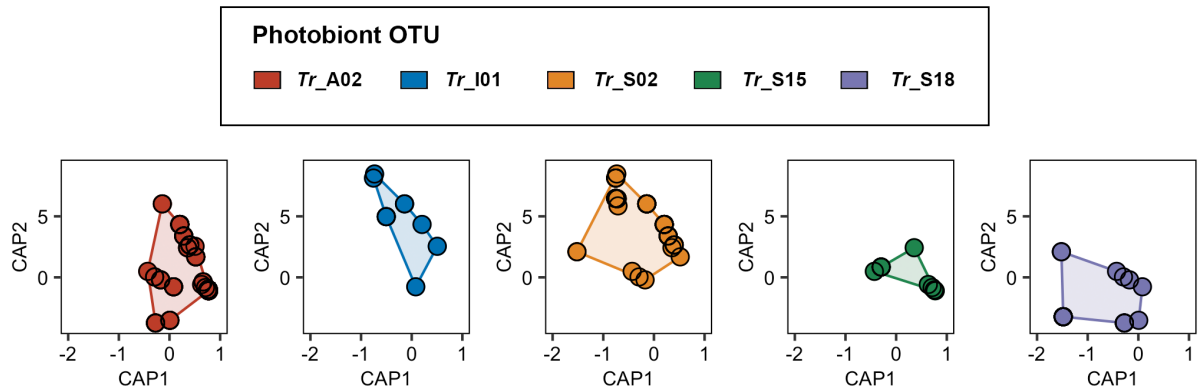 Photobiont OTU
Tr_A02 Tr_I01 Tr_S02 Tr_S15 Tr_S18
CAP2 CAP2 CAP2 CAP2 CAP2
5 5 5 5 5
0 0 0 0 0
-2 -1 0 1 -2 -1 0 1 -2 -1 0 1 -2 -1 0 1 -2 -1 0 1
CAP1 CAP1 CAP1 CAP1 CAP1